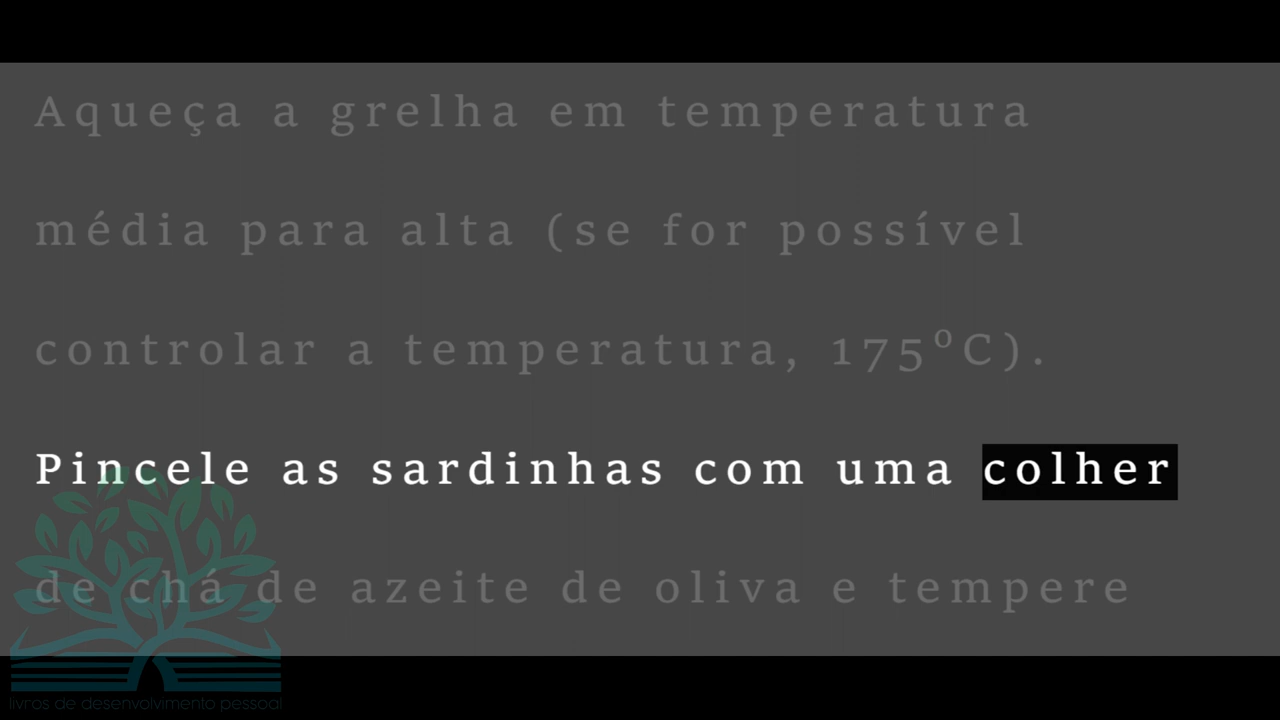 Aqueça a grelha em temperatura
média para alta (se for possível
controlar a temperatura, 175ºC).
Pincele as sardinhas com uma colher
de chá de azeite de oliva e tempere
livros de desenvolvimento pessoal